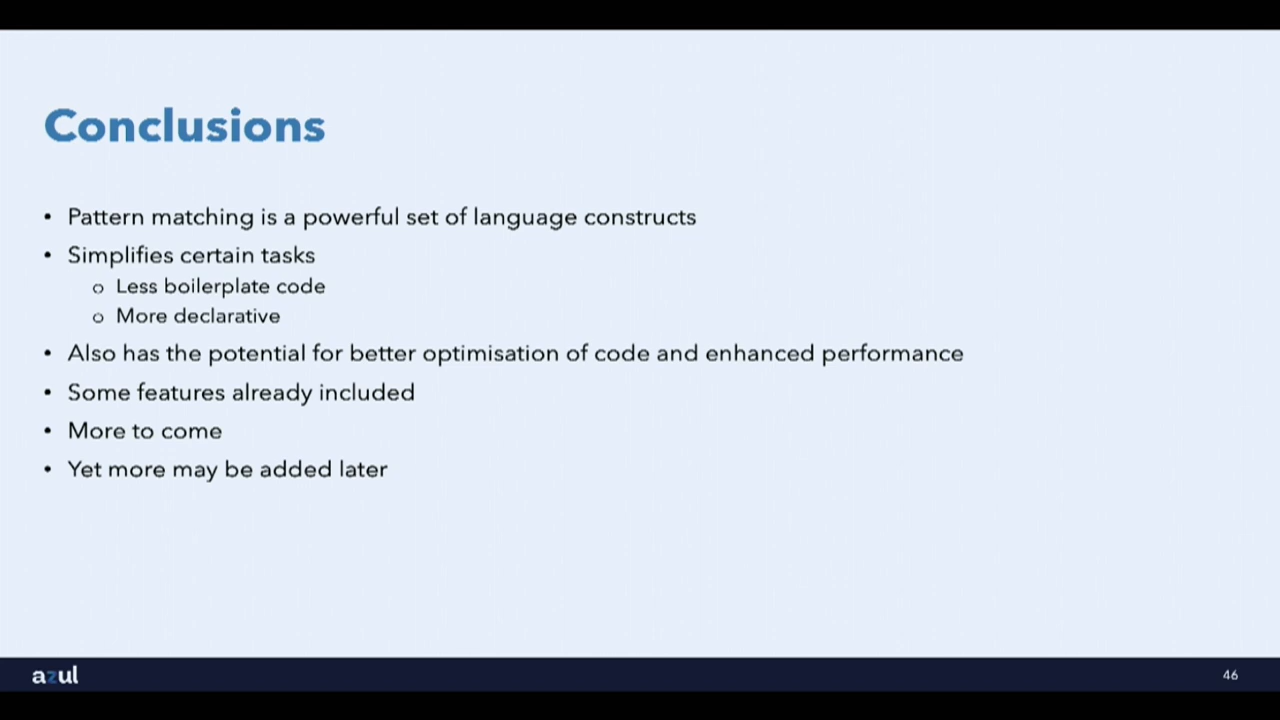 Conclusions
• Pattern matching is a powerful set of language constructs
• Simplifies certain tasks
o Less boilerplate code
o More declarative
• Also has the potential for better optimisation of code and enhanced performance
• Some features already included
• More to come
• Yet more may be added later
azul
46